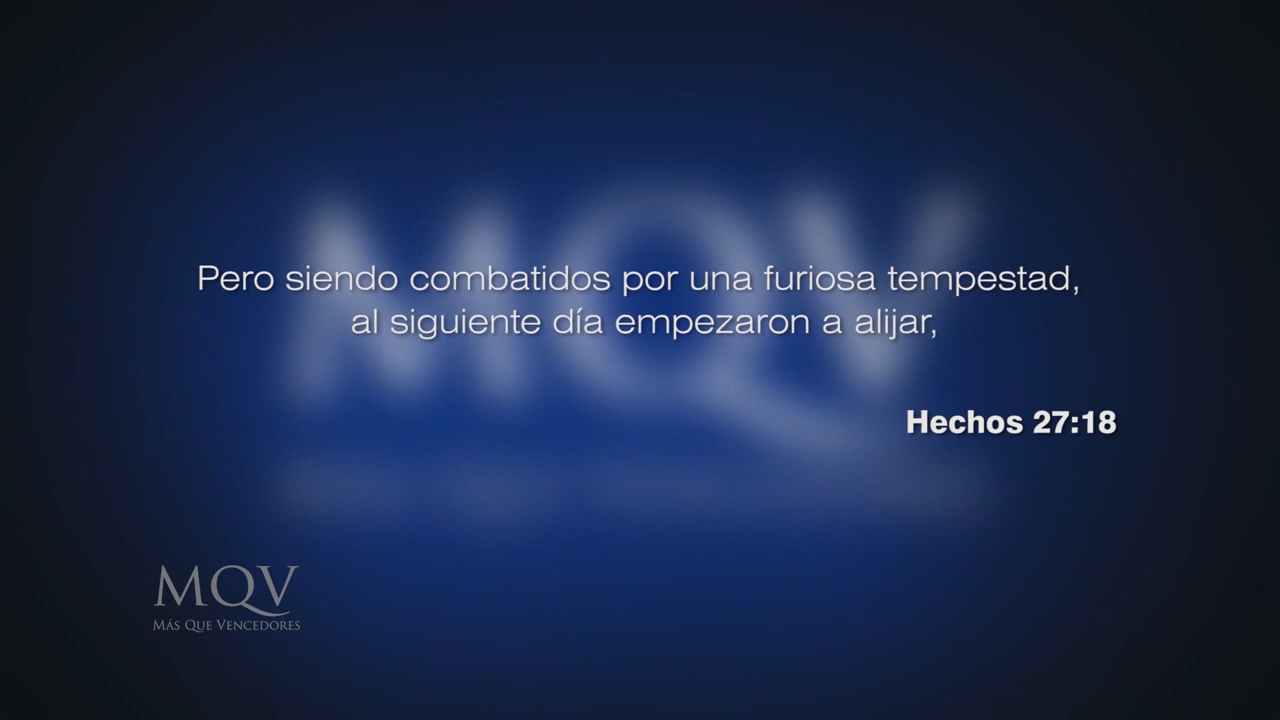 Pero siendo combatidos por una furiosa tempestad,
al siguiente día empezaron a alijar,
Hechos 27:18
MQV
MQV
MÁS QUE VENCEDORES